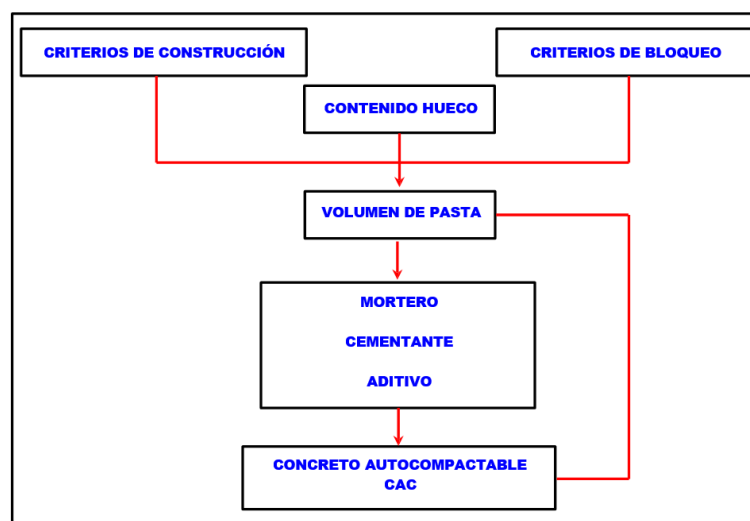 CRITERIOS DE CONSTRUCCIÓN
CRITERIOS DE BLOQUEO
CONTENIDO HUECO
VOLUMEN DE PASTA
MORTERO
CEMENTANTE
ADITIVO
CONCRETO AUTOCOMPACTABLE
CAC